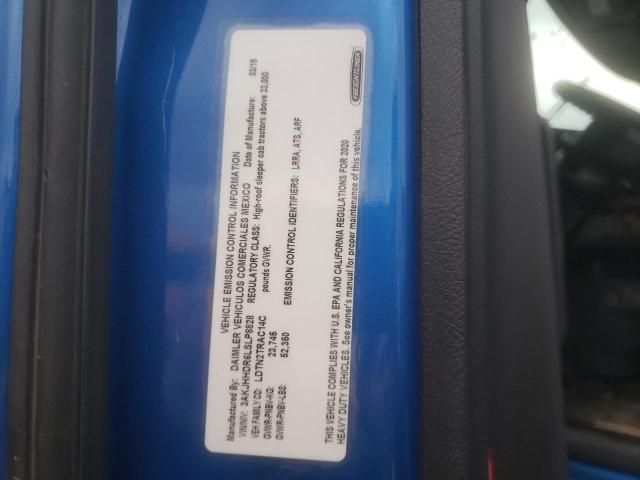 VEHICLE EMISSION CONTROL INFORMATION
Manufactured By: DAIMLER VEHICULOS COMERCIALES MEXICO Date of Manufacture: 03/19
VIN/NIV: 3AKJHHDR6LSLP8828 REGULATORY CLASS: High-roof sleeper cab tractors above 33,000
VEH FAMILY CD: LDTN2TRAC14C pounds GVWR.
GVWR-PNBV-KG: 23,745
GVWR-PNBV-LBS: 52,350 EMISSION CONTROL IDENTIFIERS: LRRA, ATS, ARF
THIS VEHICLE COMPLIES WITH U.S. EPA AND CALIFORNIA REGULATIONS FOR 2020
HEAVY DUTY VEHICLES. See owner's manual for proper maintenance of this vehicle.
FREIGHTLINER